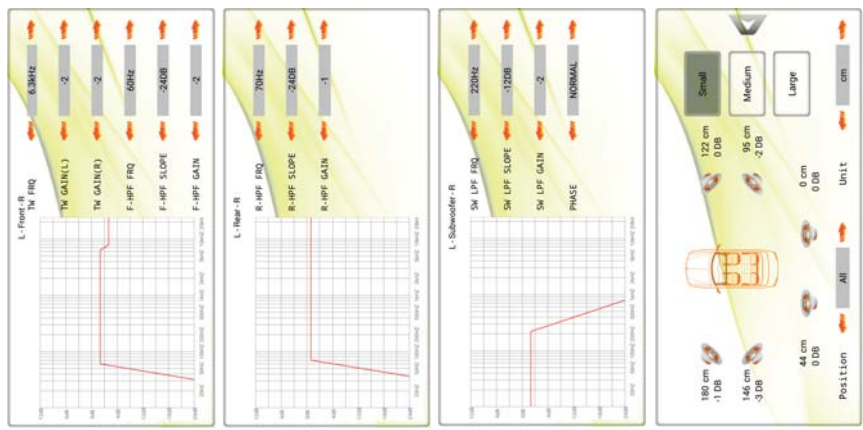 L - Front - R
TW FRQ 6.3kHz
TW GAIN(L) -2
TW GAIN(R) -2
F-HPF FRQ 60Hz
F-HPF SLOPE -24DB
F-HPF GAIN -2
L - Rear - R
R-HPF FRQ 70Hz
R-HPF SLOPE -24DB
R-HPF GAIN -1
L - Subwoofer - R
SW LPF FRQ 220Hz
SW LPF SLOPE -12DB
SW LPF GAIN -2
PHASE NORMAL
180 cm
-1 DB
122 cm
0 DB
Small
146 cm
-3 DB
95 cm
-2 DB
Medium
Large
44 cm
0 DB
0 cm
0 DB
Position All Unit cm